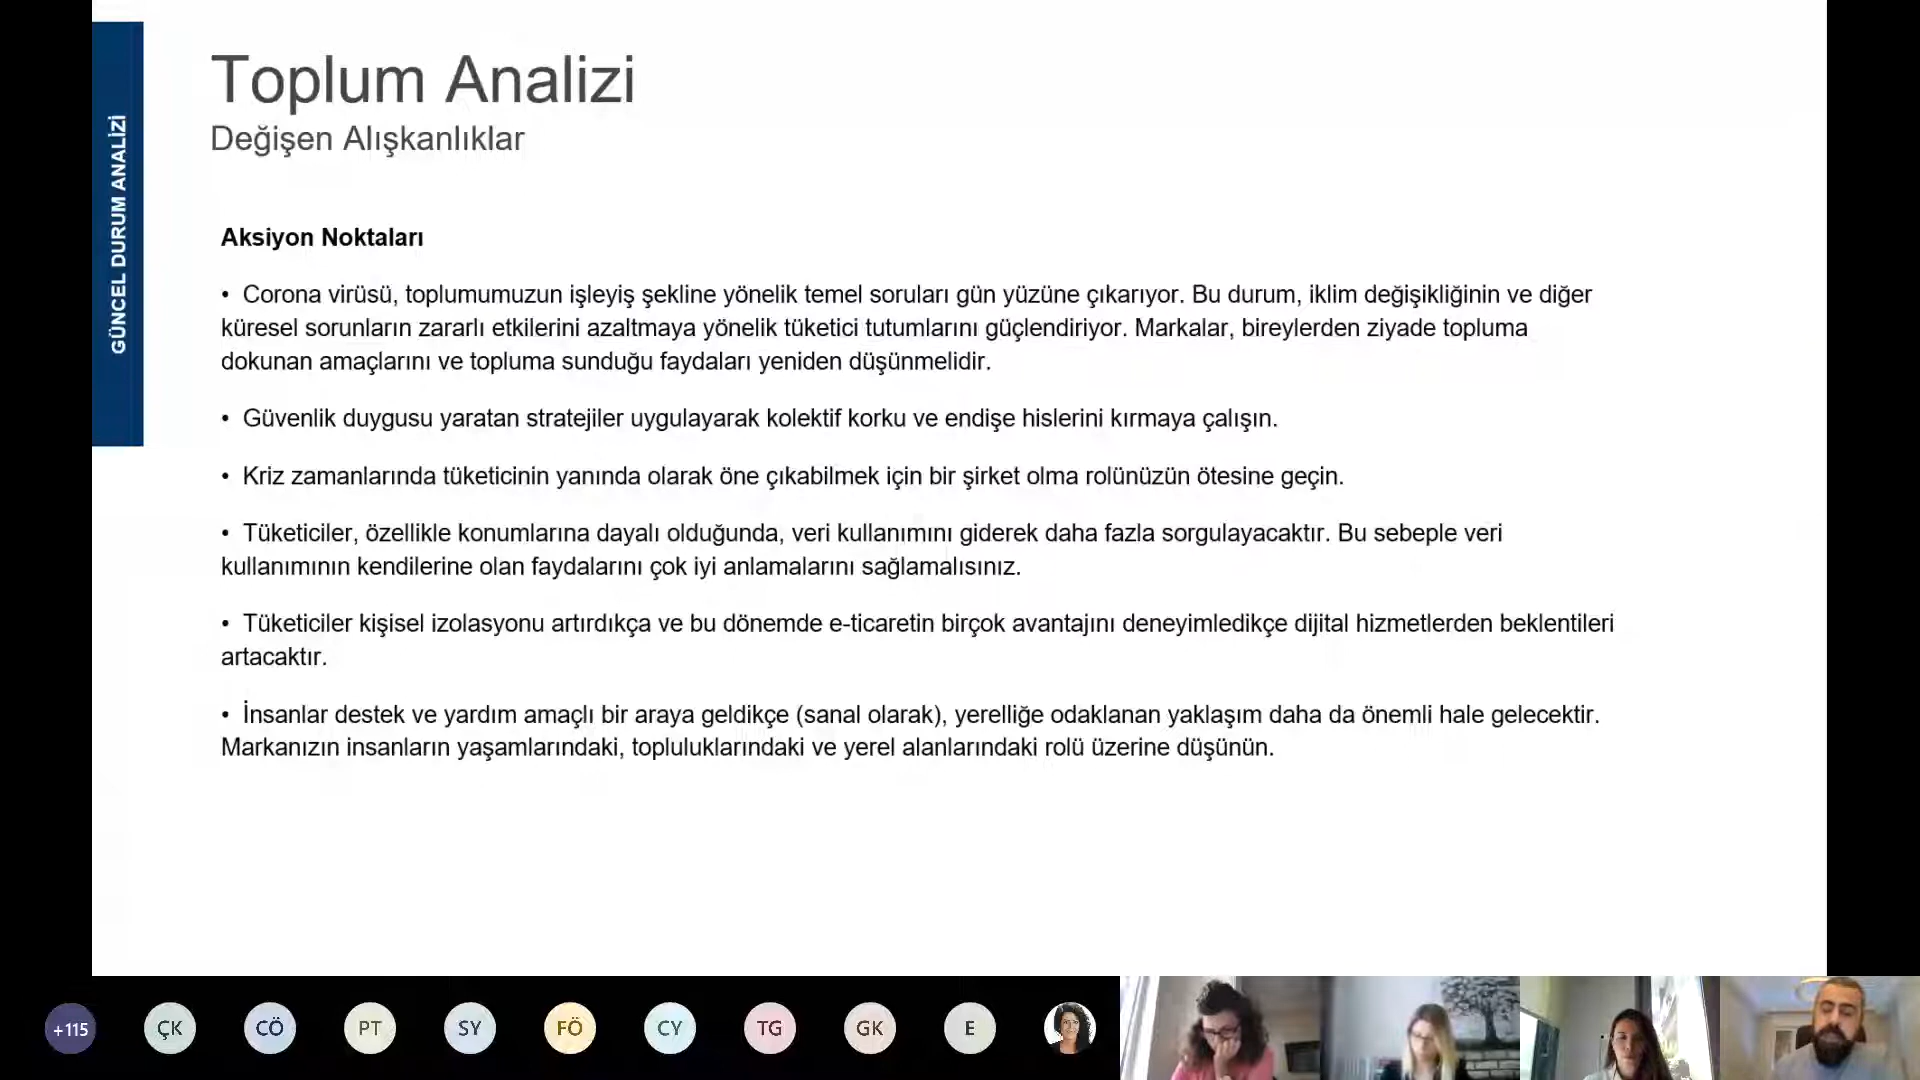 GÜNCEL DURUM ANALİZİ
Toplum Analizi
Değişen Alışkanlıklar
Aksiyon Noktaları
• Corona virüsü, toplumumuzun işleyiş şekline yönelik temel soruları gün yüzüne çıkarıyor. Bu durum, iklim değişikliğinin ve diğer
küresel sorunların zararlı etkilerini azaltmaya yönelik tüketici tutumlarını güçlendiriyor. Markalar, bireylerden ziyade topluma
dokunan amaçlarını ve topluma sunduğu faydaları yeniden düşünmelidir.
• Güvenlik duygusu yaratan stratejiler uygulayarak kolektif korku ve endişe hislerini kırmaya çalışın.
• Kriz zamanlarında tüketicinin yanında olarak öne çıkabilmek için bir şirket olma rolünüzün ötesine geçin.
• Tüketiciler, özellikle konumlarına dayalı olduğunda, veri kullanımını giderek daha fazla sorgulayacaktır. Bu sebeple veri
kullanımının kendilerine olan faydalarını çok iyi anlamalarını sağlamalısınız.
• Tüketiciler kişisel izolasyonu artırdıkça ve bu dönemde e-ticaretin birçok avantajını deneyimledikçe dijital hizmetlerden beklentileri
artacaktır.
• İnsanlar destek ve yardım amaçlı bir araya geldikçe (sanal olarak), yerelliğe odaklanan yaklaşım daha da önemli hale gelecektir.
Markanızın insanların yaşamlarındaki, topluluklarındaki ve yerel alanlarındaki rolü üzerine düşünün.
+115 ÇK CÖ PT SY FÖ CY TG GK E